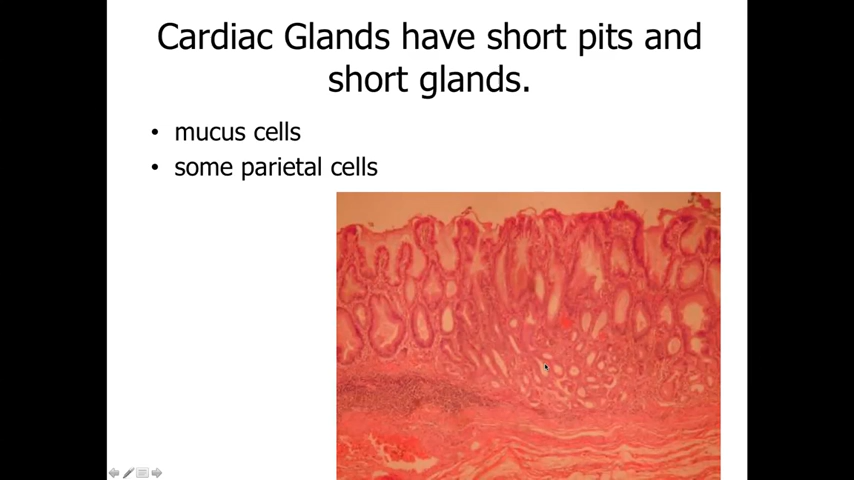 Cardiac Glands have short pits and
short glands.
• mucus cells
• some parietal cells